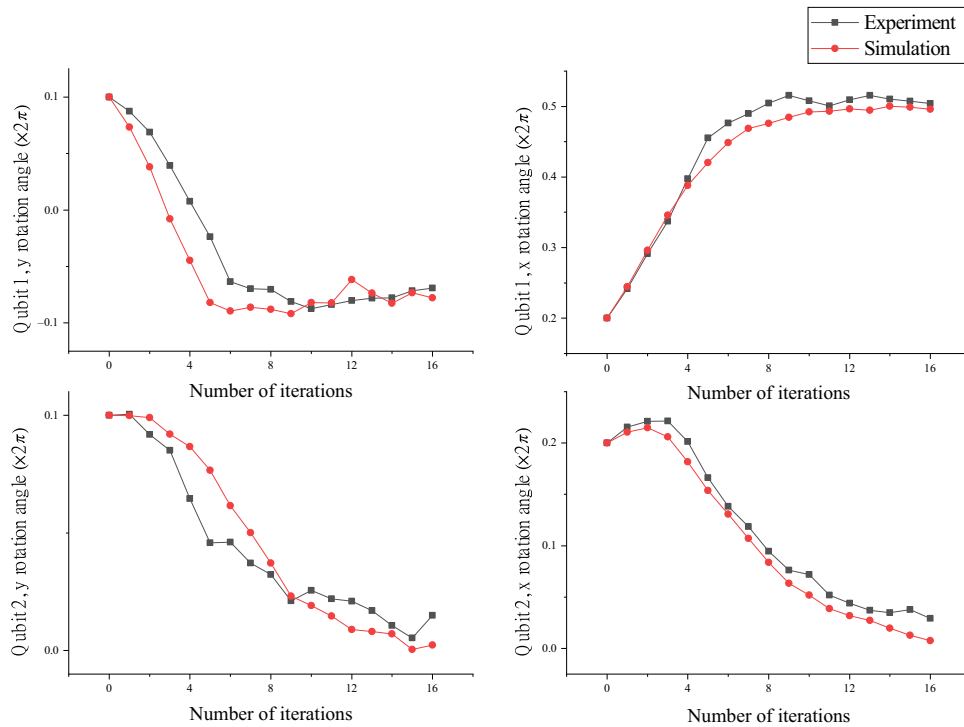 Experiment
Simulation
Qubit 1, y rotation angle (×2π)
0.1
0.0
−0.1
0 4 8 12 16
Number of iterations
Qubit 1, x rotation angle (×2π)
0.5
0.4
0.3
0.2
0 4 8 12 16
Number of iterations
Qubit 2, y rotation angle (×2π)
0.1
0.0
0 4 8 12 16
Number of iterations
Qubit 2, x rotation angle (×2π)
0.2
0.1
0.0
0 4 8 12 16
Number of iterations